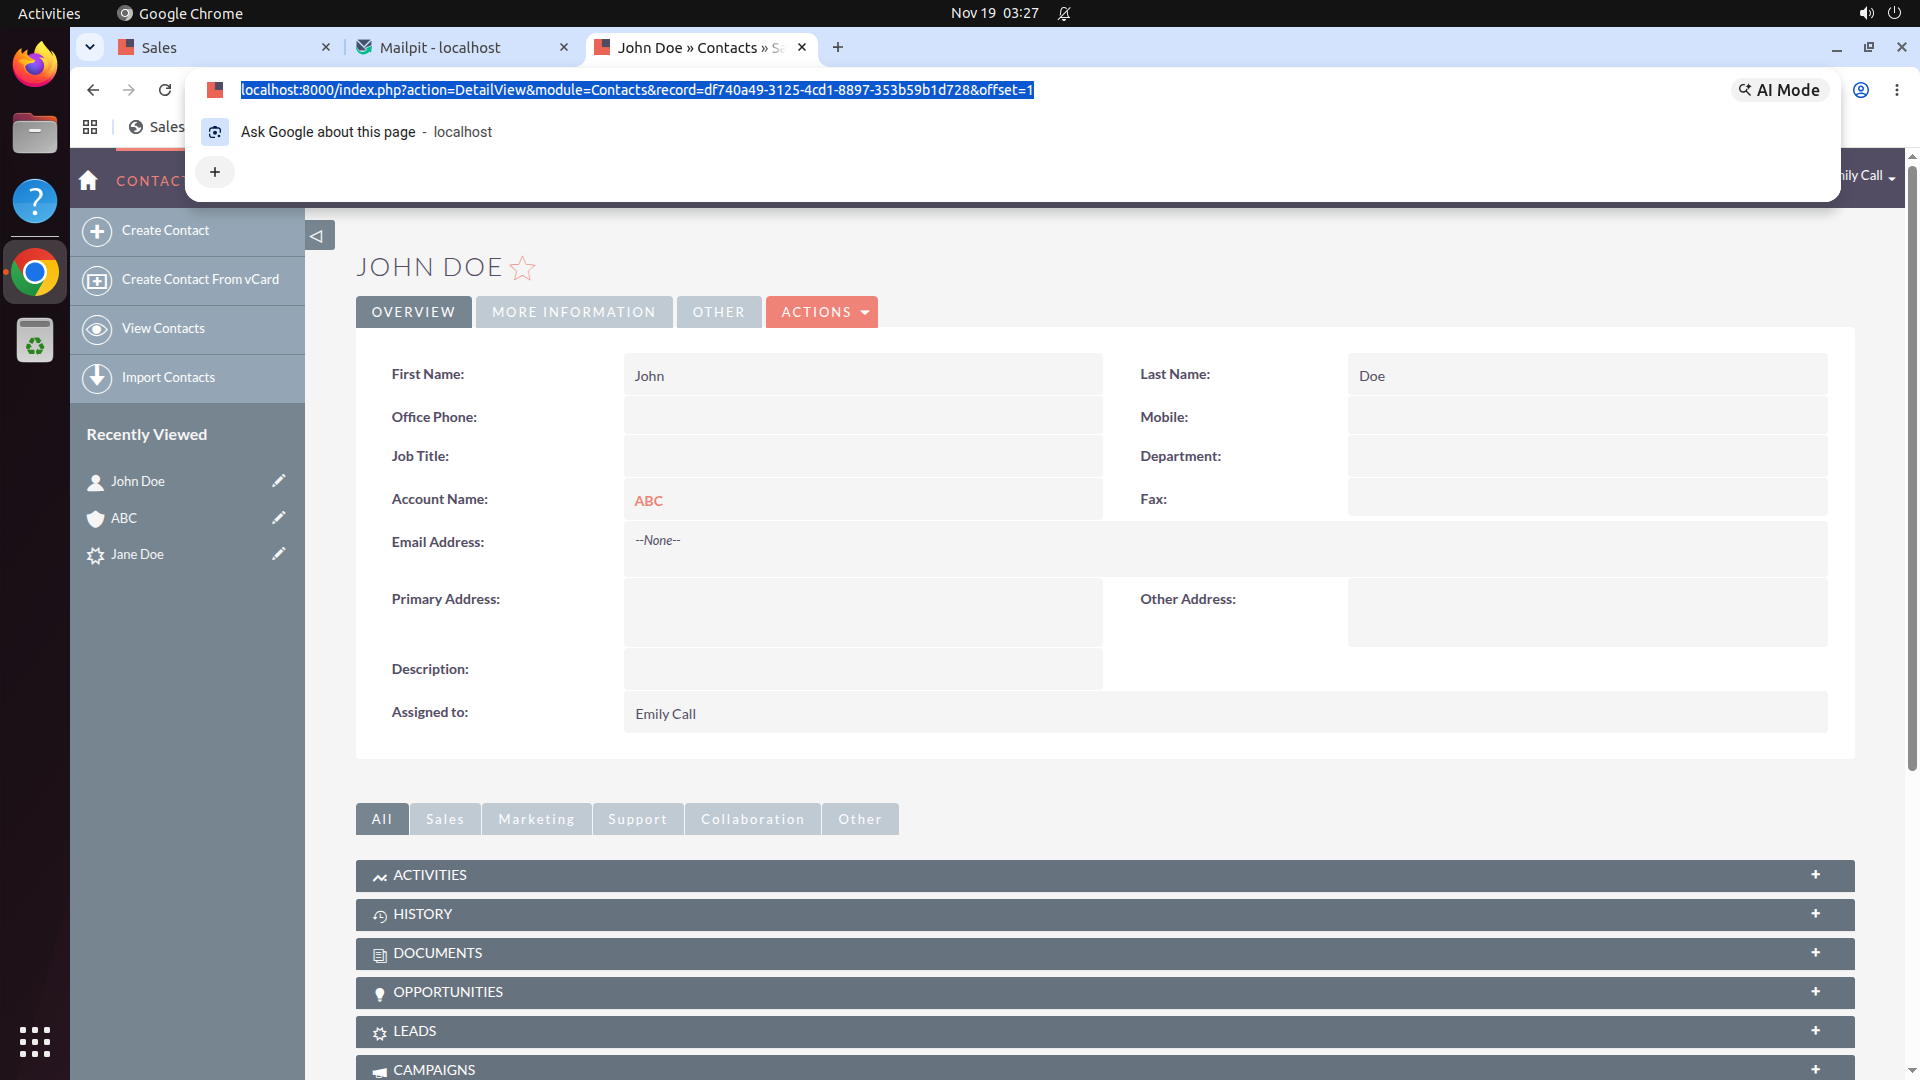 Activities
Google Chrome
Nov 19 03:27
Sales
Mailpit - localhost
John Doe » Contacts » S
localhost:8000/index.php?action=DetailView&module=Contacts&record=df740a49-3125-4cd1-8897-353b59b1d728&offset=1
AI Mode
Ask Google about this page - localhost
Sales
CONTAC
ily Call
Create Contact
Create Contact From vCard
View Contacts
Import Contacts
Recently Viewed
John Doe
ABC
Jane Doe
JOHN DOE
OVERVIEW
MORE INFORMATION
OTHER
ACTIONS
First Name:
John
Last Name:
Doe
Office Phone:
Mobile:
Job Title:
Department:
Account Name:
ABC
Fax:
Email Address:
--None--
Primary Address:
Other Address:
Description:
Assigned to:
Emily Call
All
Sales
Marketing
Support
Collaboration
Other
ACTIVITIES
HISTORY
DOCUMENTS
OPPORTUNITIES
LEADS
CAMPAIGNS